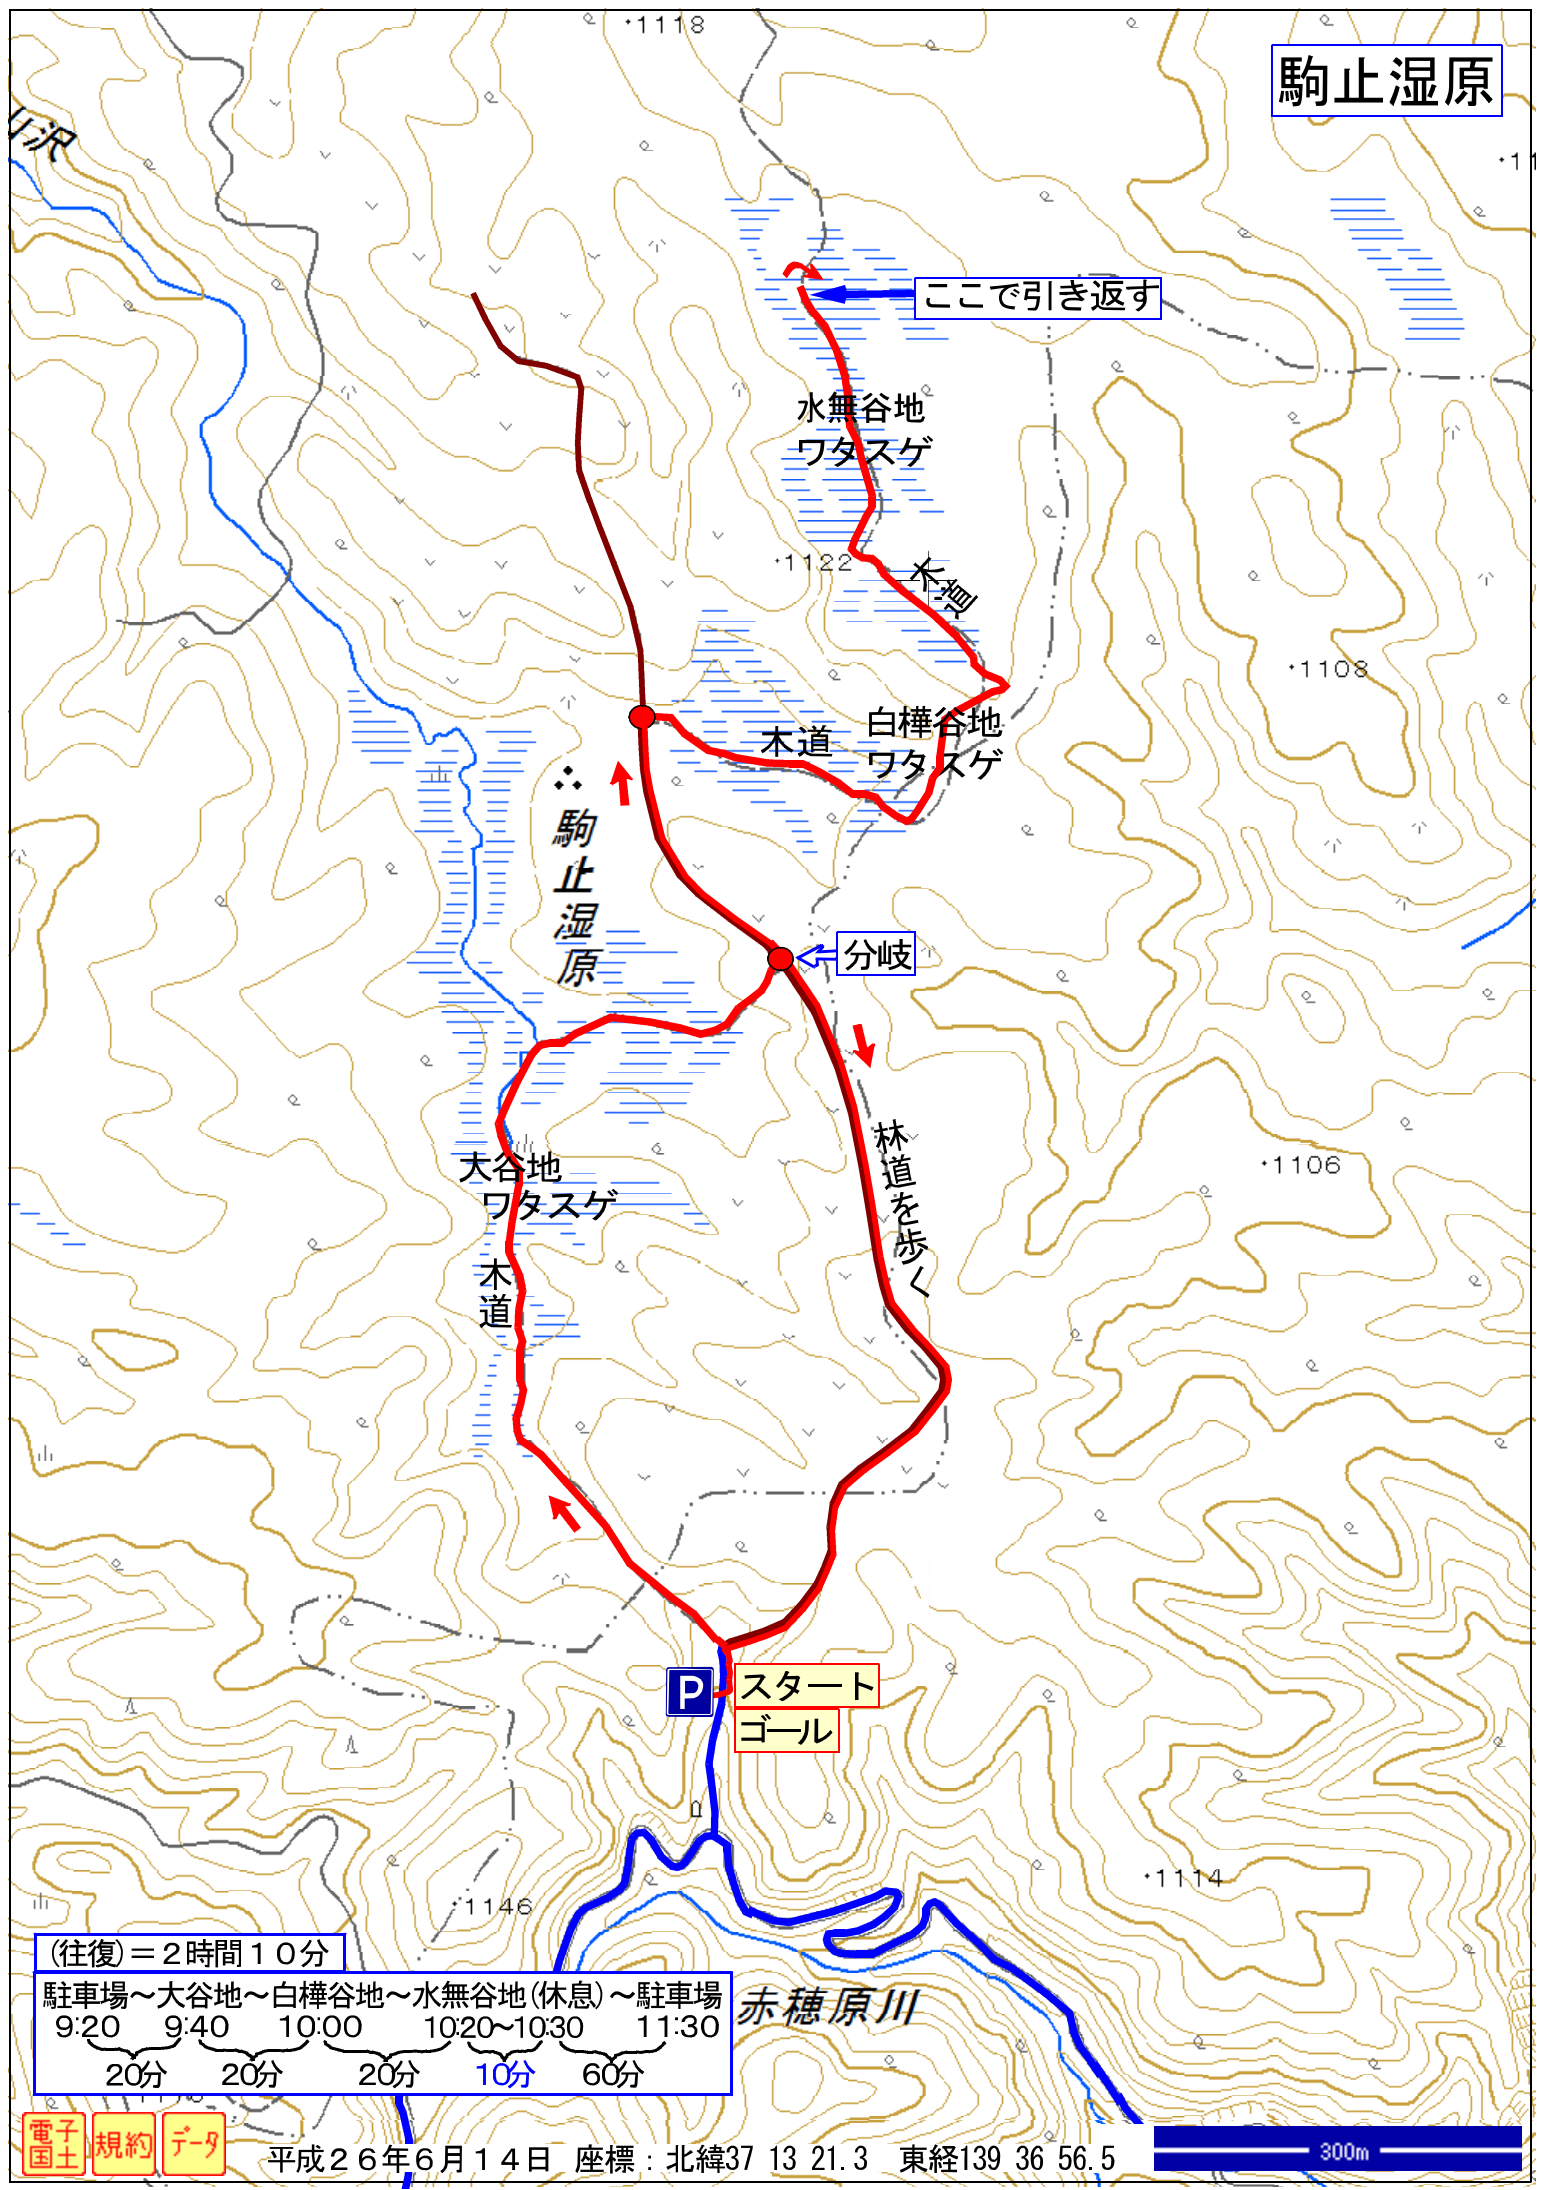 1118
駒止湿原
沢
ここで引き返す
水無谷地
ワタスゲ
1122
木道
1108
白樺谷地
ワタスゲ
木道
駒止湿原
分岐
林道を歩く
1106
大谷地
ワタスゲ
木道
P
スタート
ゴール
1114
1146
(往復)=2時間10分
駐車場~大谷地~白樺谷地~水無谷地(休息)~駐車場
9:20 9:40 10:00 10:20~10:30 11:30
20分 20分 20分 10分 60分
赤穂原川
電子国土 規約 データ
平成26年6月14日 座標:北緯37 13 21.3 東経139 36 56.5
300m